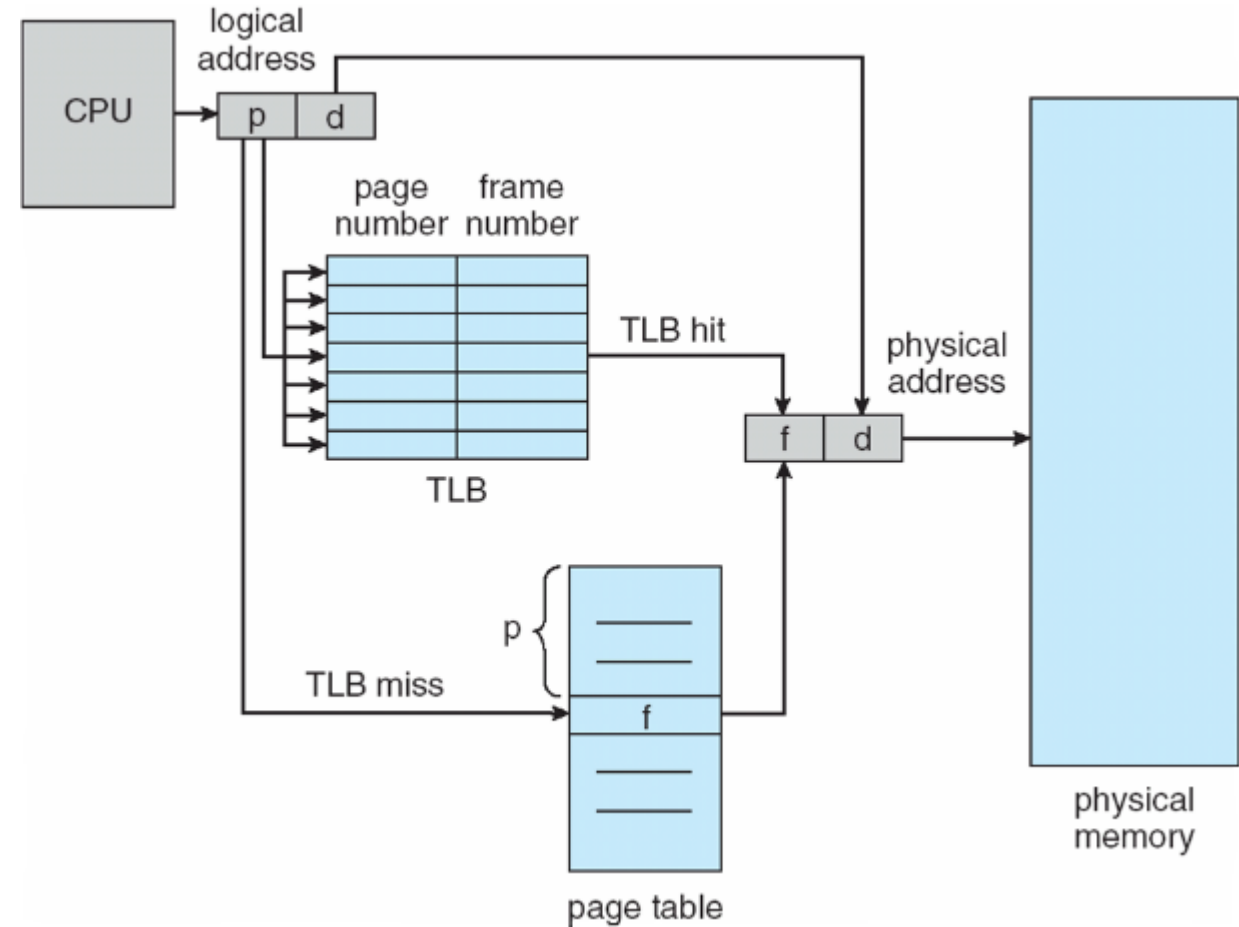 logical
address
CPU
p
d
page
number
frame
number
TLB hit
physical
address
f
d
TLB
p
TLB miss
f
physical
memory
page table